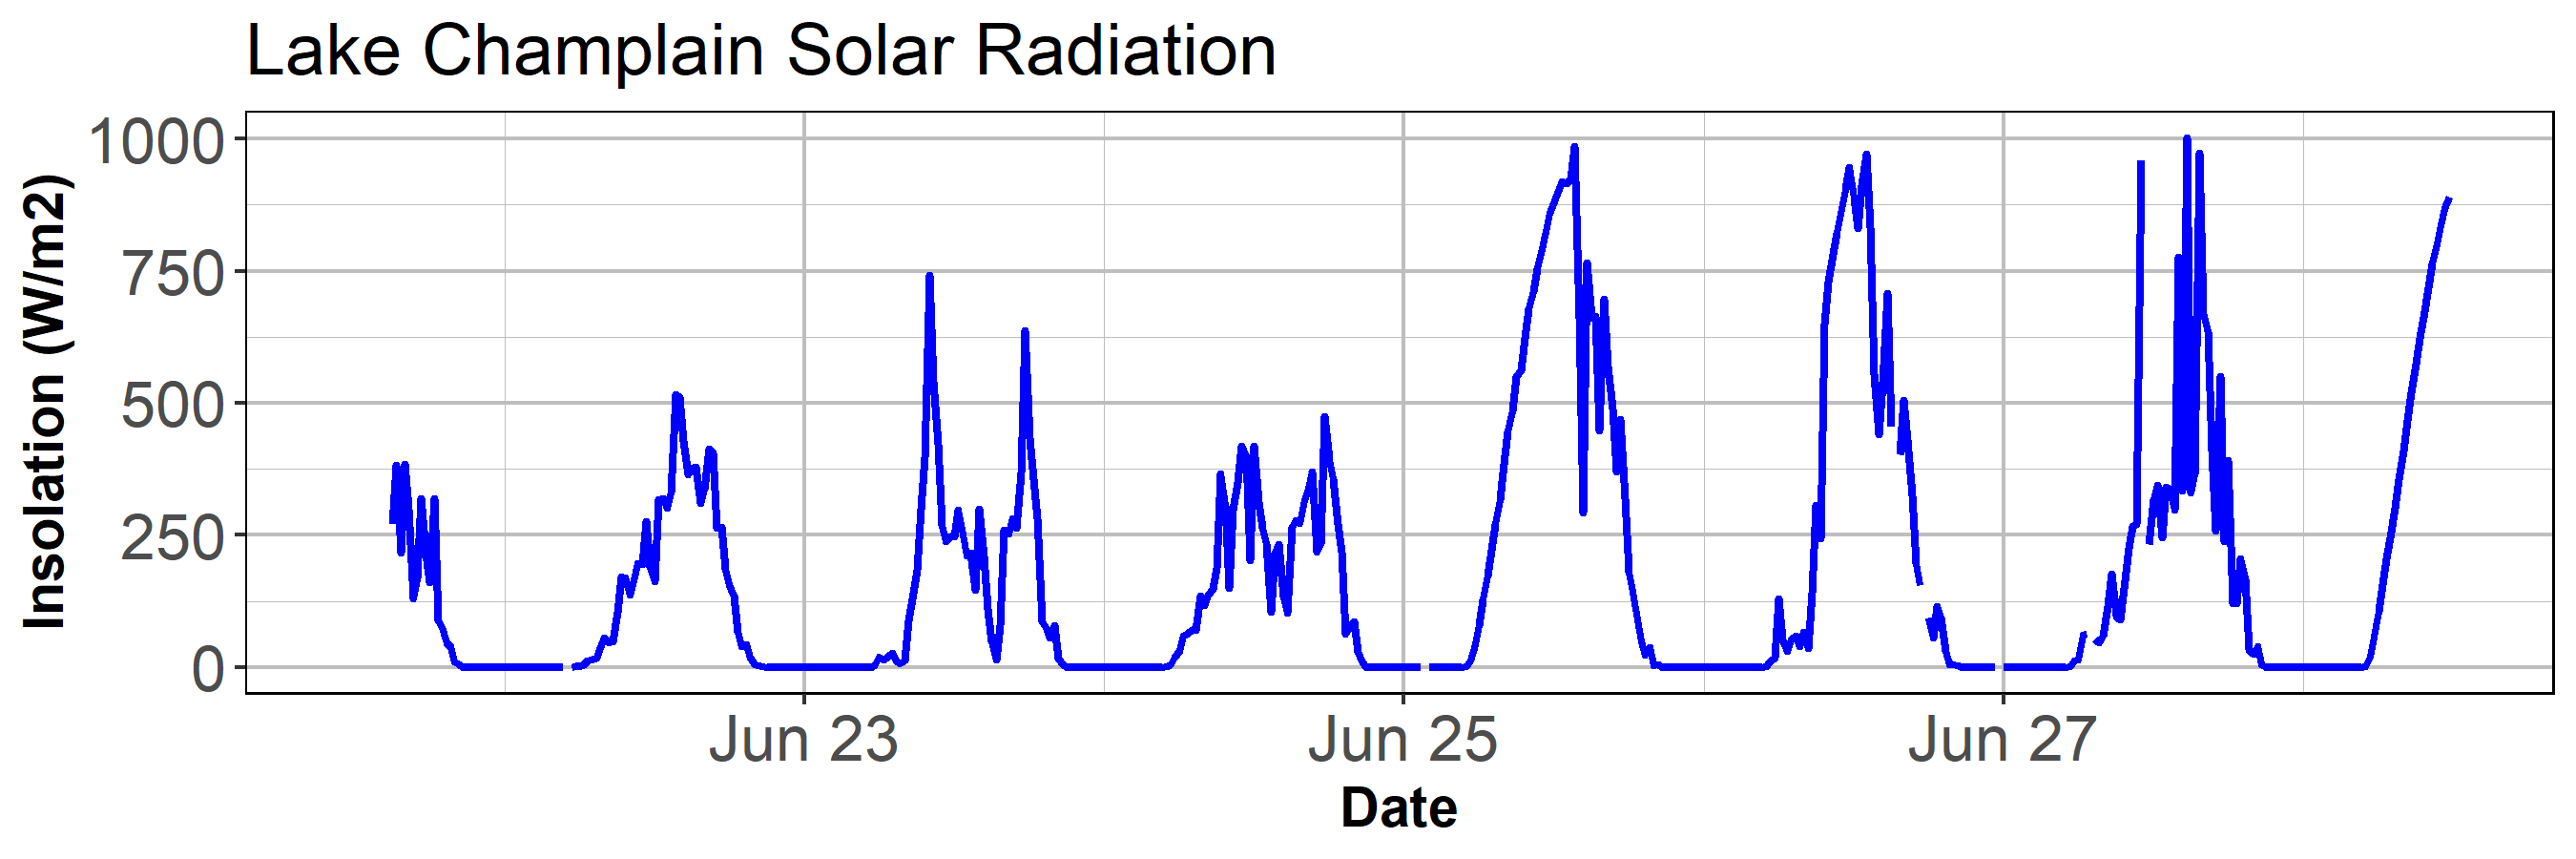 Lake Champlain Solar Radiation
Insolation (W/m2)
1000
750
500
250
0
Jun 23
Jun 25
Jun 27
Date